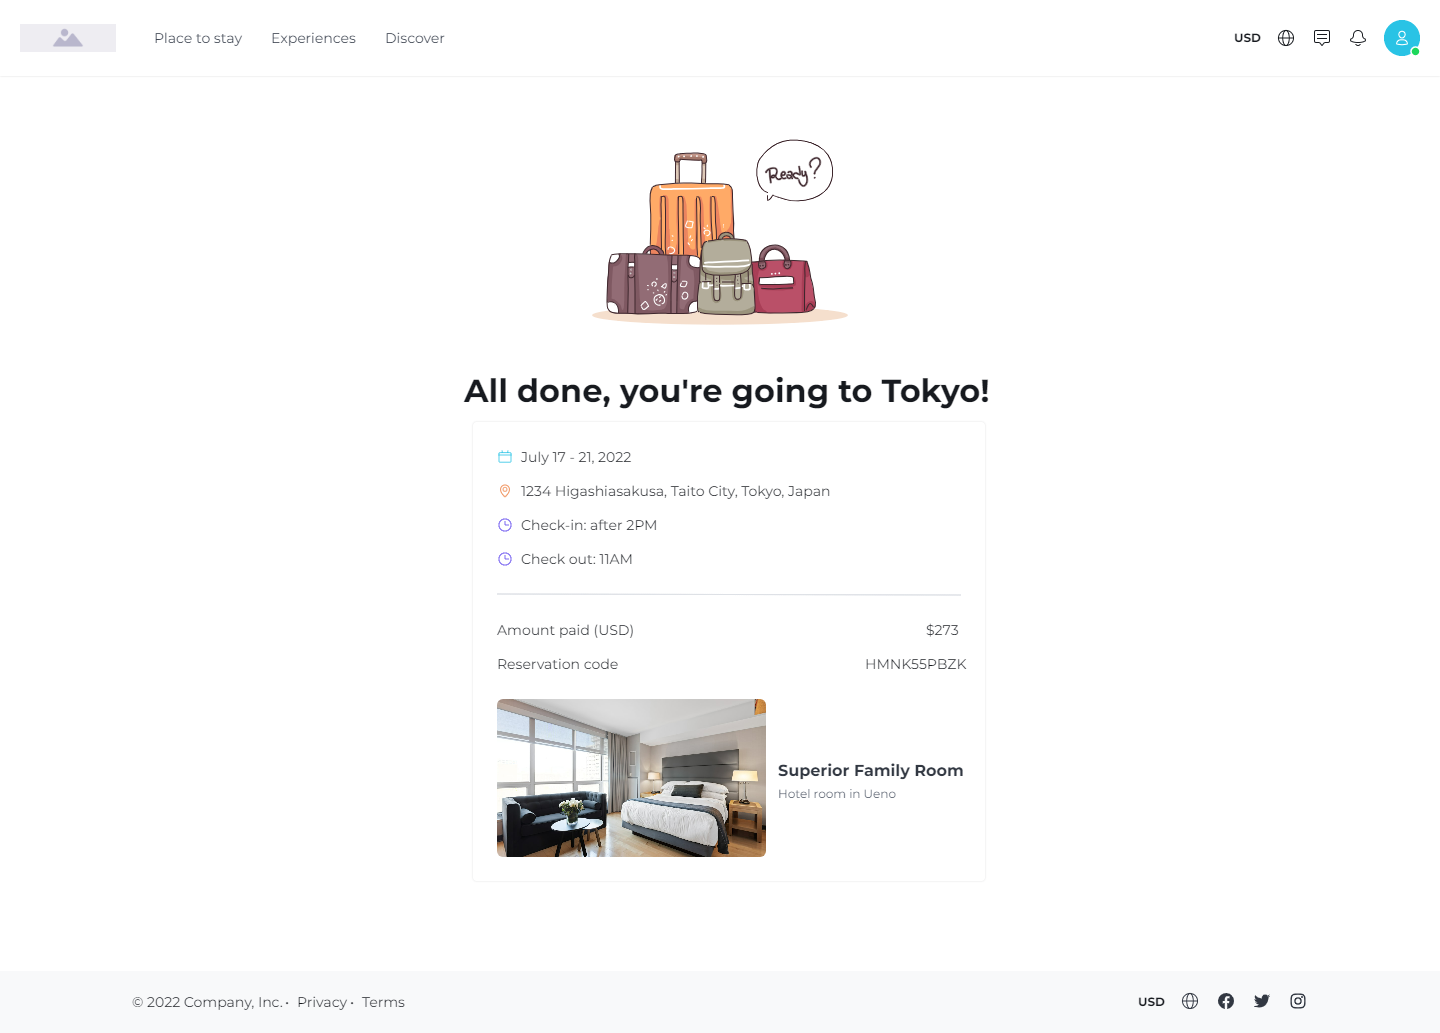 Place to stay Experiences Discover USD
Ready?
All done, you're going to Tokyo!
July 17 - 21, 2022
1234 Higashiasakusa, Taito City, Tokyo, Japan
Check-in: after 2PM
Check out: 11AM
Amount paid (USD) $273
Reservation code HMNK55PBZK
Superior Family Room
Hotel room in Ueno
© 2022 Company, Inc. · Privacy · Terms USD